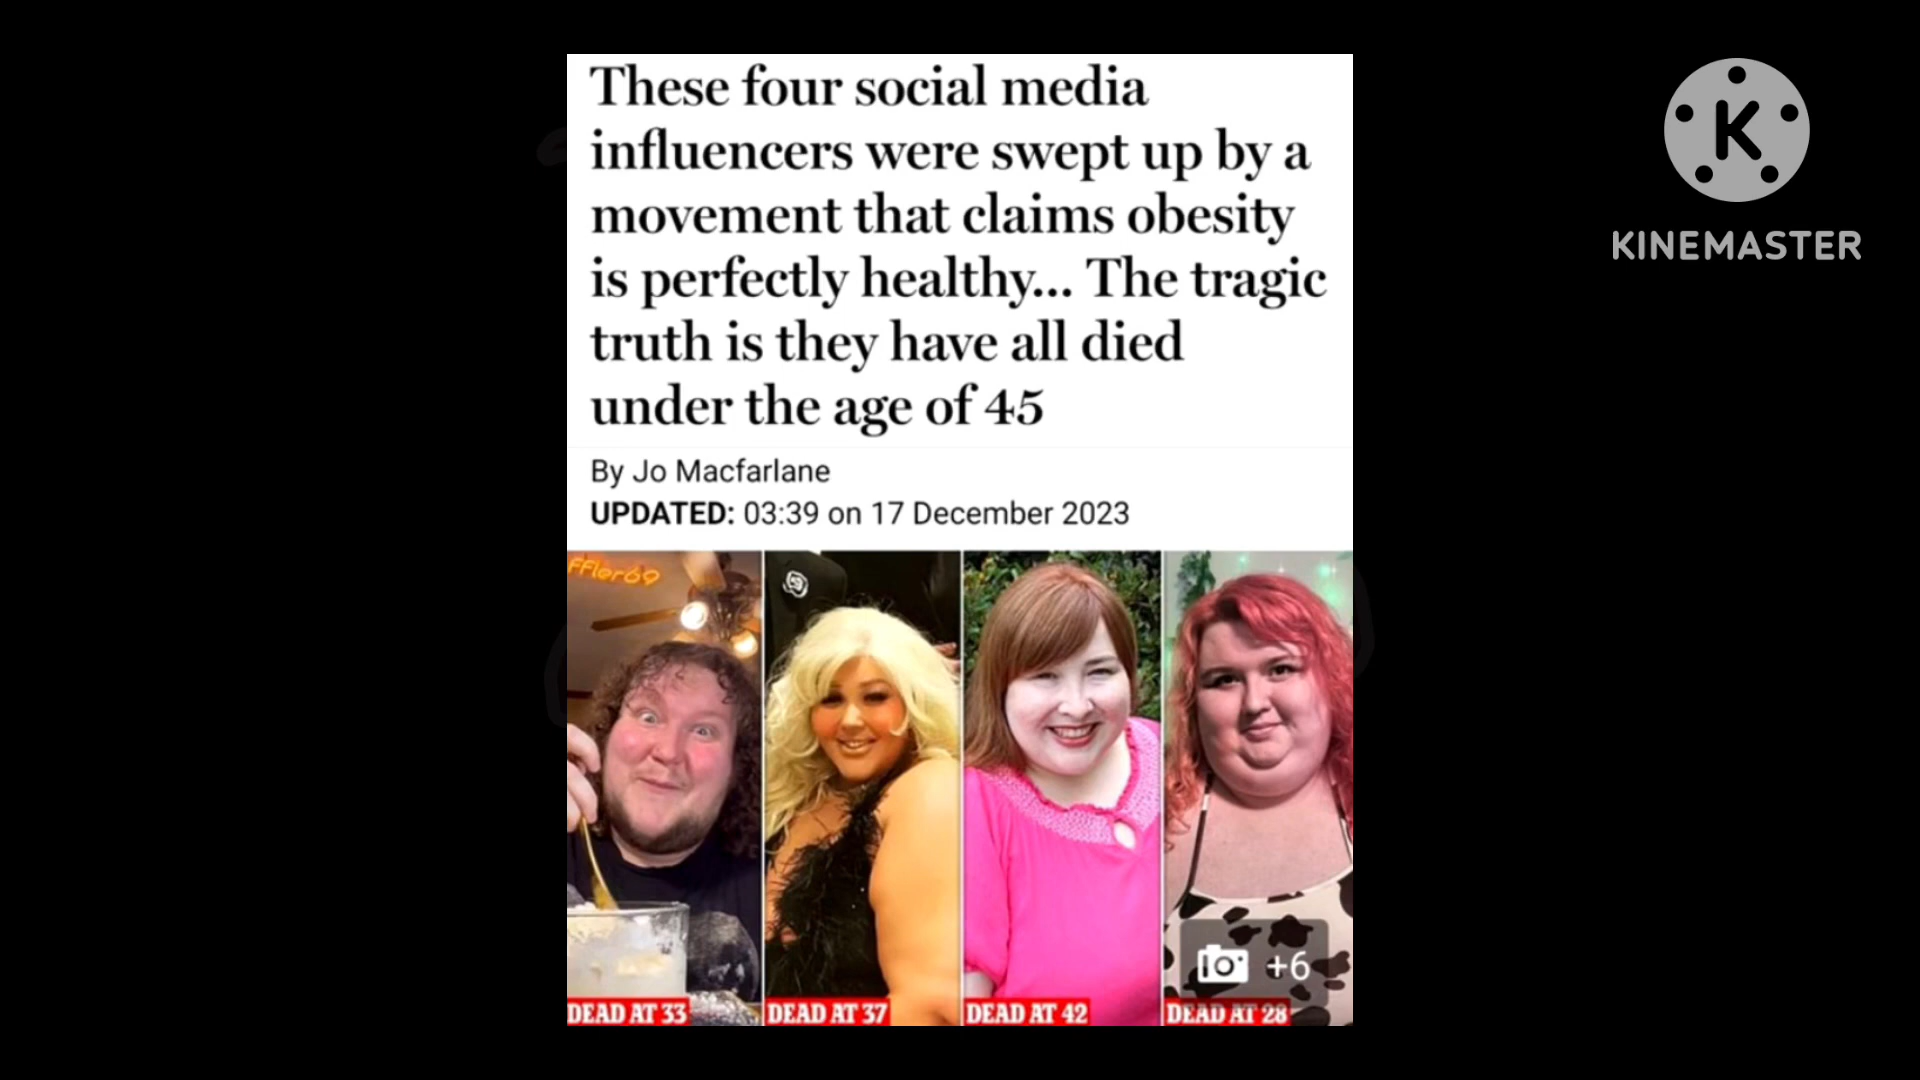 These four social media
influencers were swept up by a
movement that claims obesity
is perfectly healthy... The tragic
truth is they have all died
under the age of 45
By Jo Macfarlane
UPDATED: 03:39 on 17 December 2023
ffler69
+6
DEAD AT 33
DEAD AT 37
DEAD AT 42
DEAD AT 28
K
KINEMASTER